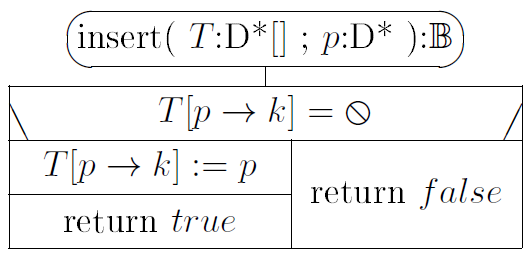 insert( T:D*[] ; p:D* ):𝔹
T[p → k] = ⦸
T[p → k] := p
return true
return false